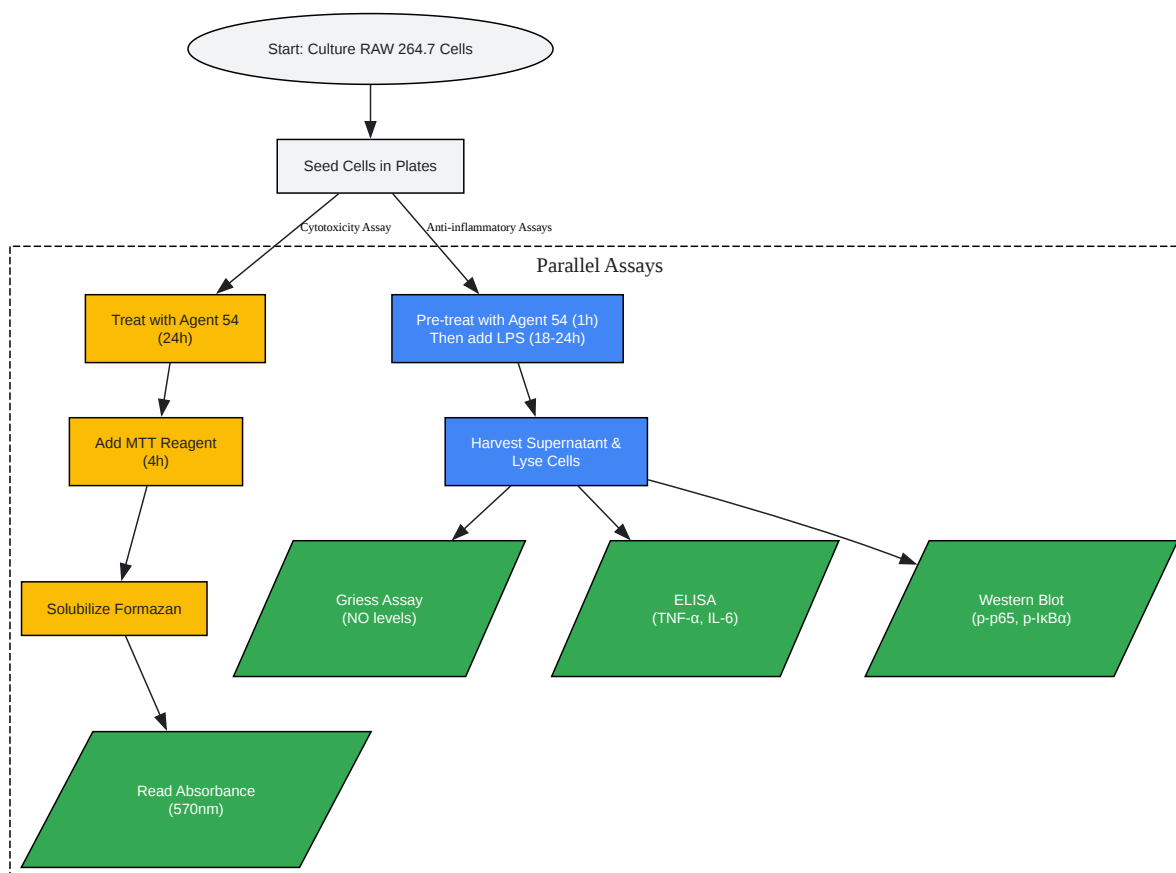 Start: Culture RAW 264.7 Cells
Seed Cells in Plates
Cytotoxicity Assay
Anti-inflammatory Assays
Parallel Assays
Treat with Agent 54
(24h)
Pre-treat with Agent 54 (1h)
Then add LPS (18-24h)
Add MTT Reagent
(4h)
Harvest Supernatant &
Lyse Cells
Solubilize Formazan
Griess Assay
(NO levels)
ELISA
(TNF-α, IL-6)
Western Blot
(p-p65, p-IκBα)
Read Absorbance
(570nm)